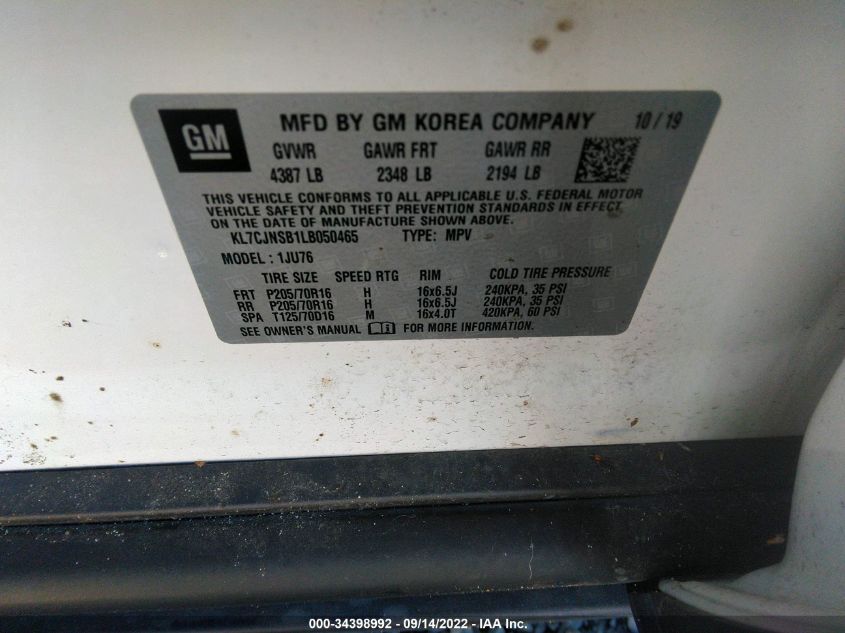 GM
MFD BY GM KOREA COMPANY 10 / 19
GVWR GAWR FRT GAWR RR
4387 LB 2348 LB 2194 LB
THIS VEHICLE CONFORMS TO ALL APPLICABLE U.S. FEDERAL MOTOR
VEHICLE SAFETY AND THEFT PREVENTION STANDARDS IN EFFECT
ON THE DATE OF MANUFACTURE SHOWN ABOVE.
KL7CJNSB1LB050465 TYPE: MPV
MODEL : 1JU76
TIRE SIZE SPEED RTG RIM COLD TIRE PRESSURE
FRT P205/70R16 H 16x6.5J 240KPA, 35 PSI
RR P205/70R16 H 16x6.5J 240KPA, 35 PSI
SPA T125/70D16 M 16x4.0T 420KPA, 60 PSI
SEE OWNER'S MANUAL FOR MORE INFORMATION.
000-34398992 - 09/14/2022 - IAA Inc.